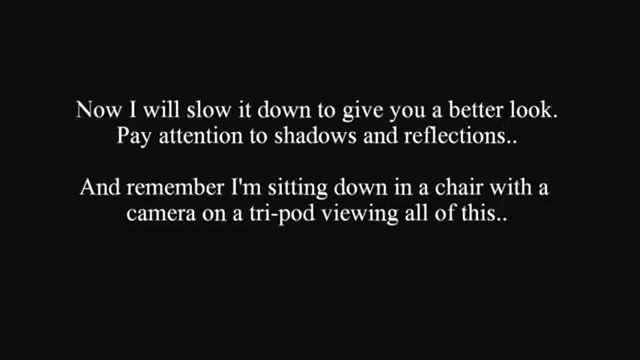 Now I will slow it down to give you a better look.
Pay attention to shadows and reflections..
And remember I'm sitting down in a chair with a
camera on a tri-pod viewing all of this..